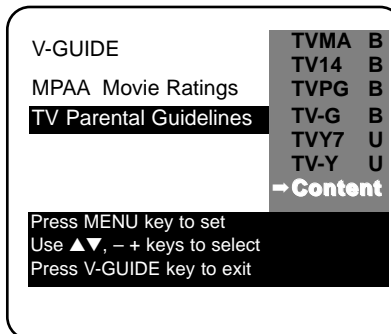 V-GUIDE
MPAA Movie Ratings
TV Parental Guidelines
TVMA B
TV14 B
TVPG B
TV-G B
TVY7 U
TV-Y U
➡Content
Press MENU key to set
Use ▲▼, – + keys to select
Press V-GUIDE key to exit